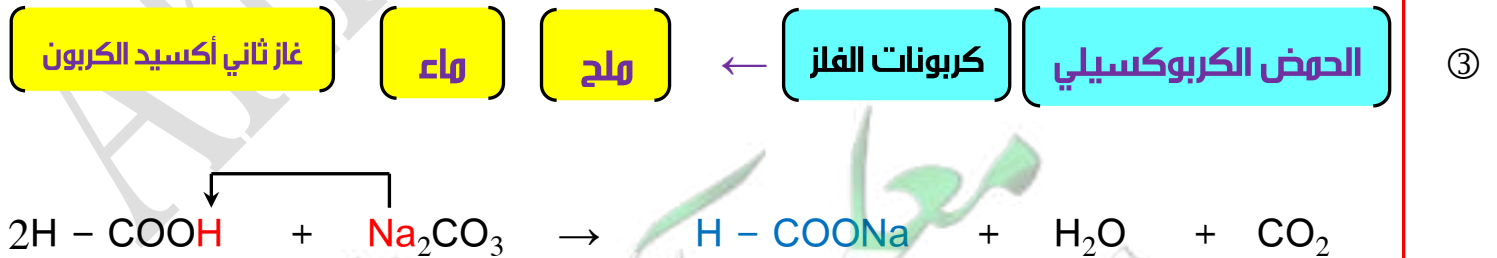 ③ الحمض الكربوكسيلي كربونات الفلز ← ملح ماء غاز ثاني أكسيد الكربون
2H – COOH + Na₂CO₃ → H – COONa + H₂O + CO₂